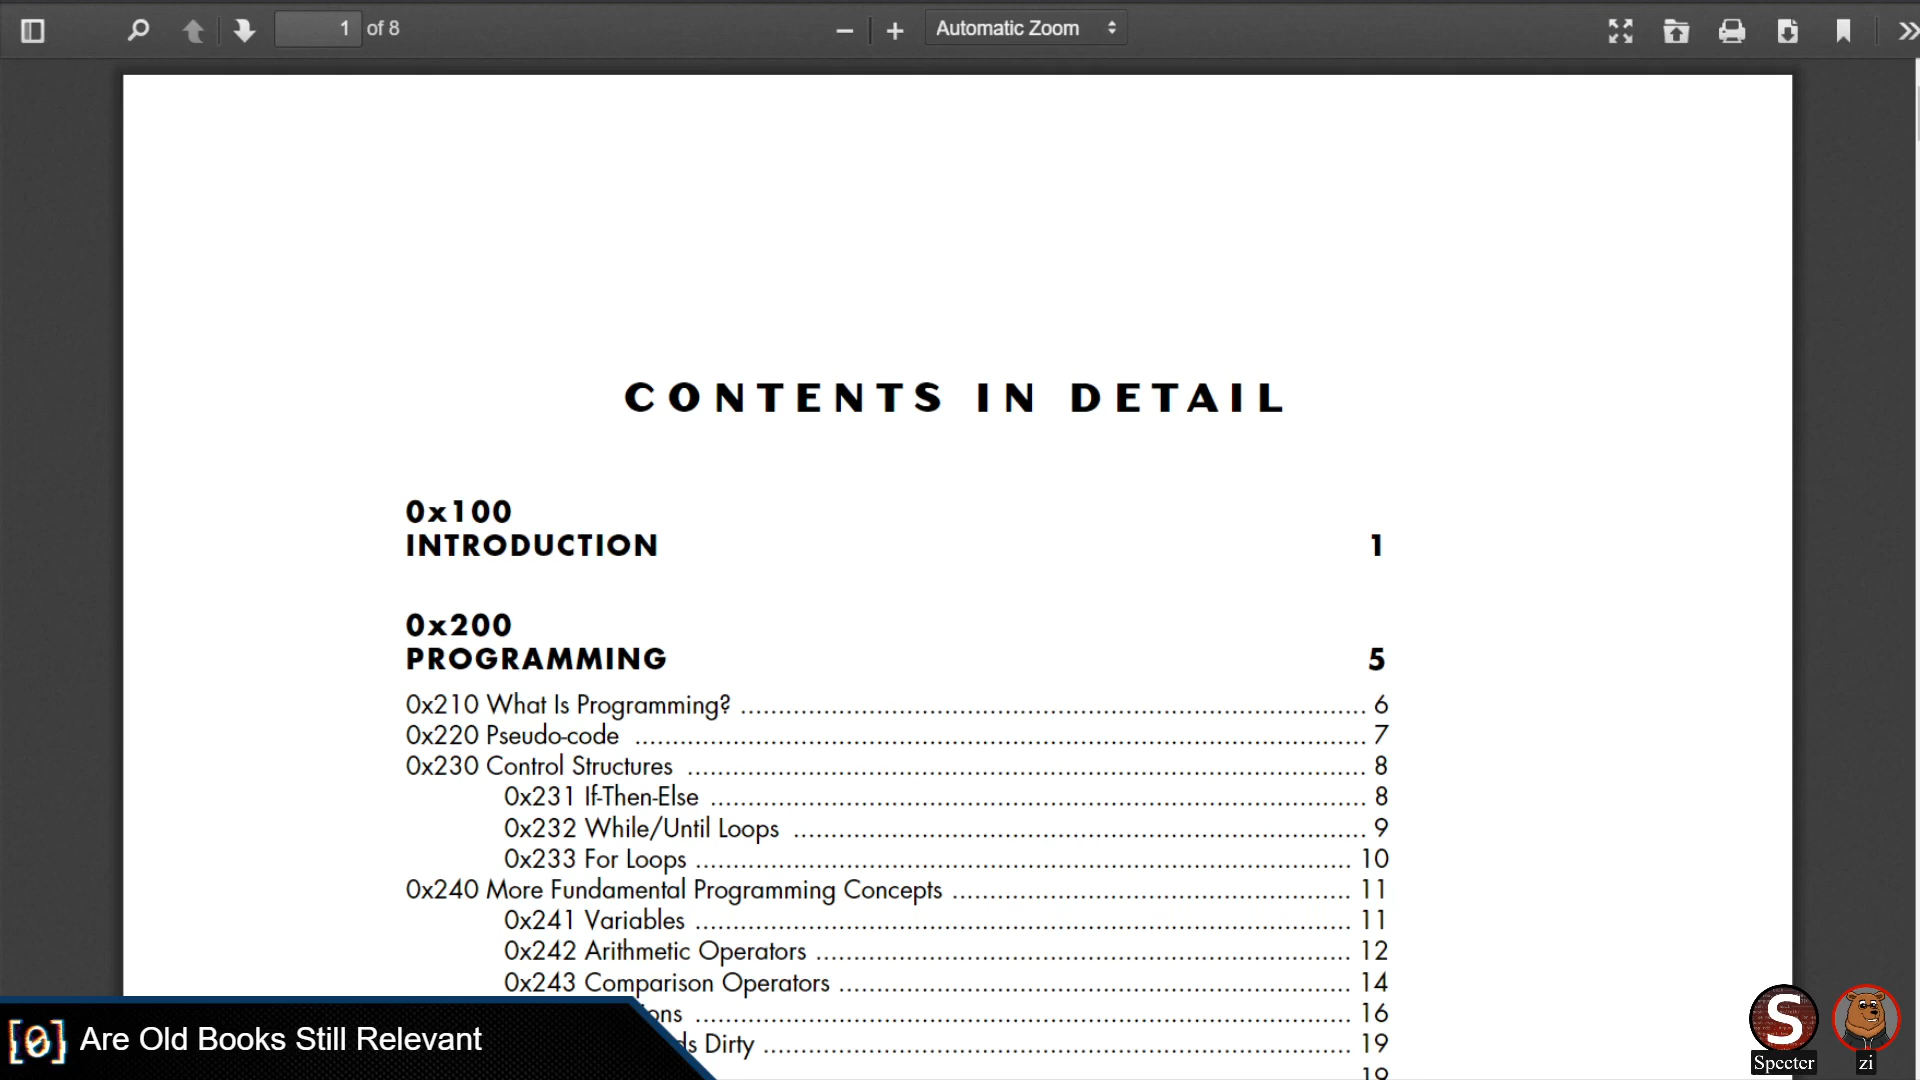 1 of 8
Automatic Zoom
CONTENTS IN DETAIL
0x100
INTRODUCTION 1
0x200
PROGRAMMING 5
0x210 What Is Programming? 6
0x220 Pseudo-code 7
0x230 Control Structures 8
0x231 If-Then-Else 8
0x232 While/Until Loops 9
0x233 For Loops 10
0x240 More Fundamental Programming Concepts 11
0x241 Variables 11
0x242 Arithmetic Operators 12
0x243 Comparison Operators 14
ons 16
ds Dirty 19
19
[0] Are Old Books Still Relevant
S
Specter
zi